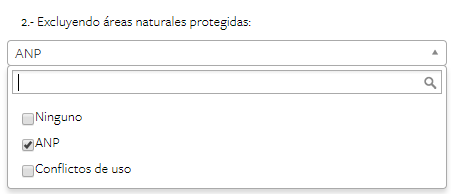 2.- Excluyendo áreas naturales protegidas:
ANP
Ninguno
ANP
Conflictos de uso